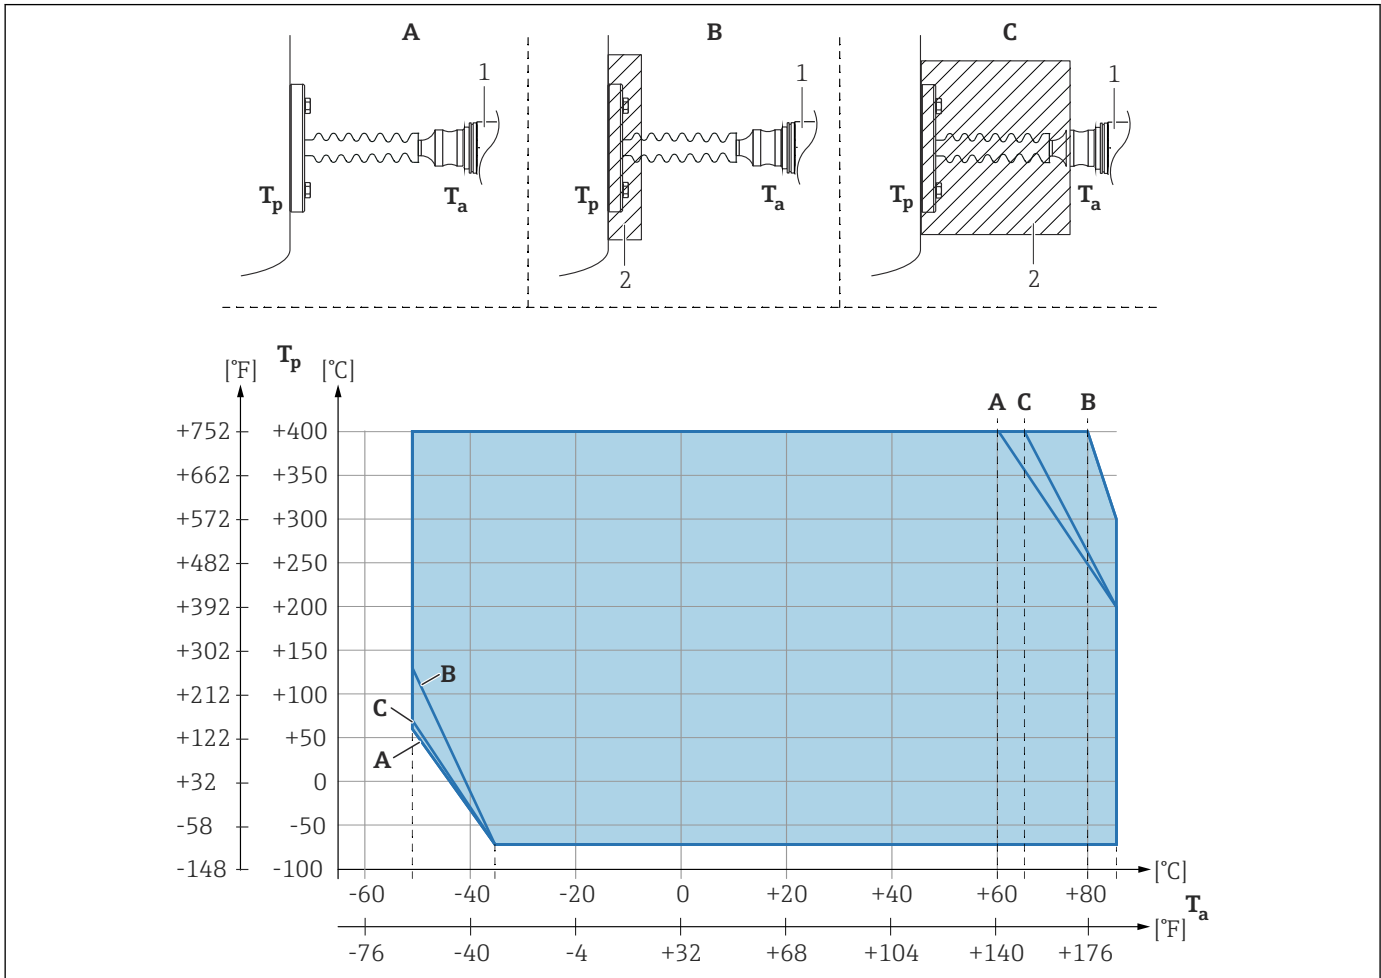 A B C
1 1 1
Tp Ta Tp Ta Tp Ta
2 2
[°F] Tp [°C]
A C B
+752 +400
+662 +350
+572 +300
+482 +250
+392 +200
+302 +150
+212 +100
B
C
+122 +50
A
+32 0
-58 -50
-148 -100
[°C]
-60 -40 -20 0 +20 +40 +60 +80
Ta
[°F]
-76 -40 -4 +32 +68 +104 +140 +176